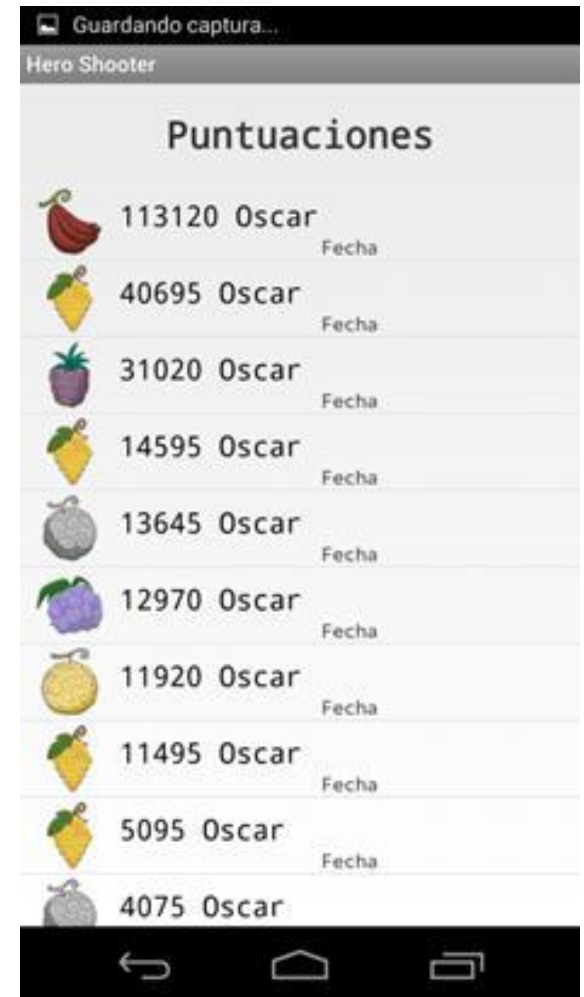 Guardando captura...
Hero Shooter
Puntuaciones
113120 Oscar
Fecha
40695 Oscar
Fecha
31020 Oscar
Fecha
14595 Oscar
Fecha
13645 Oscar
Fecha
12970 Oscar
Fecha
11920 Oscar
Fecha
11495 Oscar
Fecha
5095 Oscar
Fecha
4075 Oscar